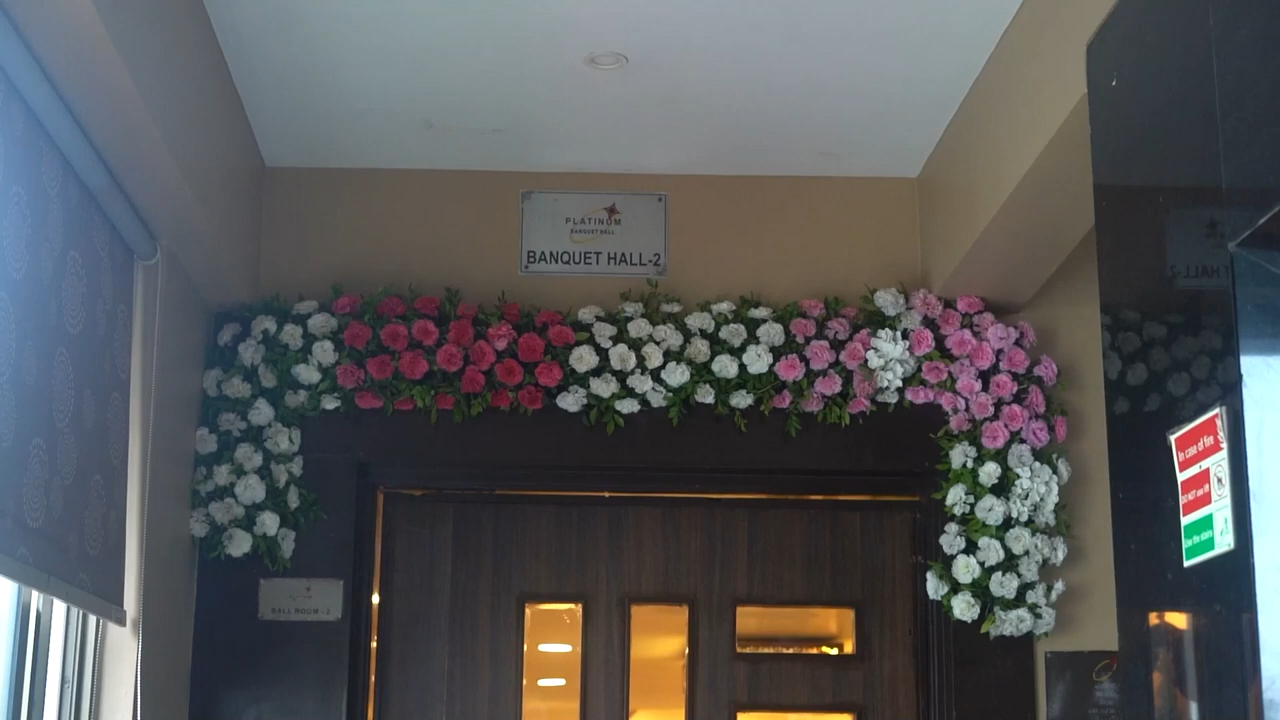 PLATINUM
BANQUET HALL
BANQUET HALL-2
BALL ROOM - 2
In case of fire
DO NOT use lift
Use the stairs